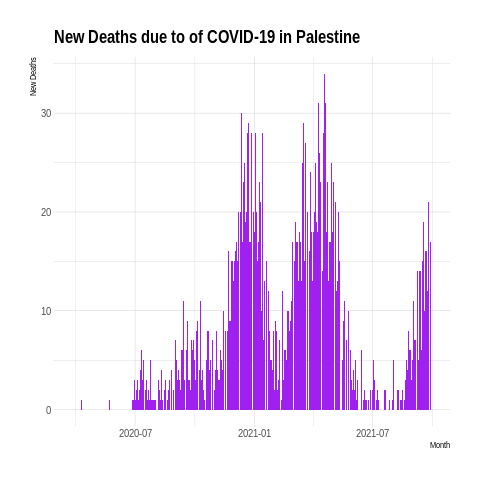 New Deaths due to of COVID-19 in Palestine
New Deaths
30
20
10
0
2020-07
2021-01
2021-07
Month